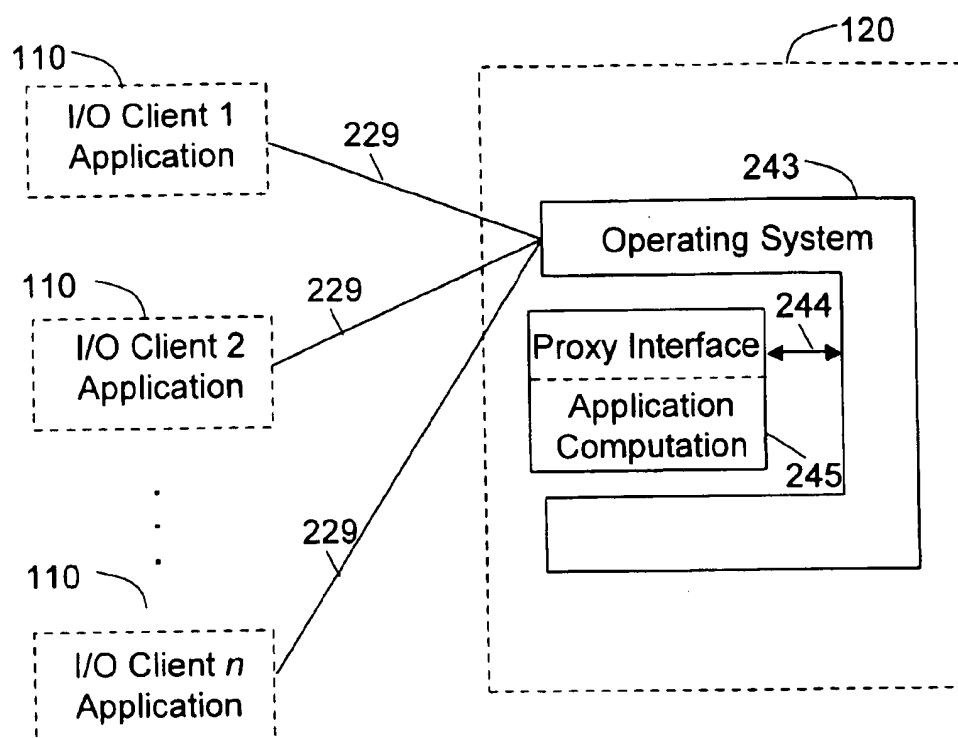 110
I/O Client 1
Application
229
120
243
Operating System
110
I/O Client 2
Application
229
244
Proxy Interface
Application
Computation
245
229
110
I/O Client n
Application